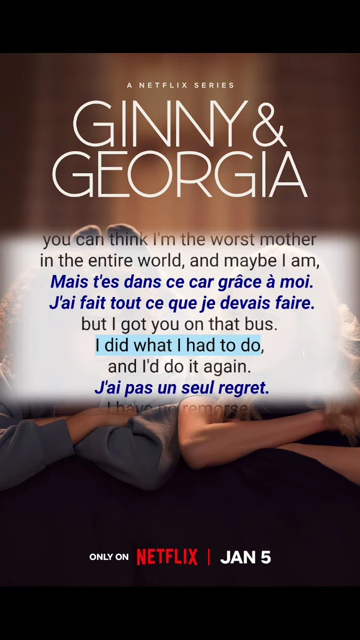 A NETFLIX SERIES
GINNY &
GEORGIA
you can think I'm the worst mother
in the entire world, and maybe I am,
Mais t'es dans ce car grâce à moi.
J'ai fait tout ce que je devais faire.
but I got you on that bus.
I did what I had to do,
and I'd do it again.
J'ai pas un seul regret.
I have no remorse
ONLY ON NETFLIX | JAN 5